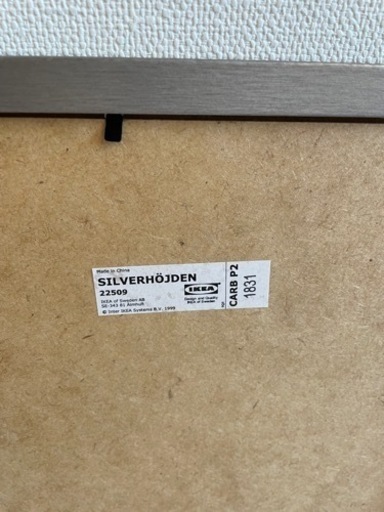 Made in China
SILVERHÖJDEN
22509
IKEA of Sweden AB
SE-343 81 Älmhult
© Inter IKEA Systems B.V. 1999
IKEA
Design and Quality
IKEA of Sweden
CARB P2
1831